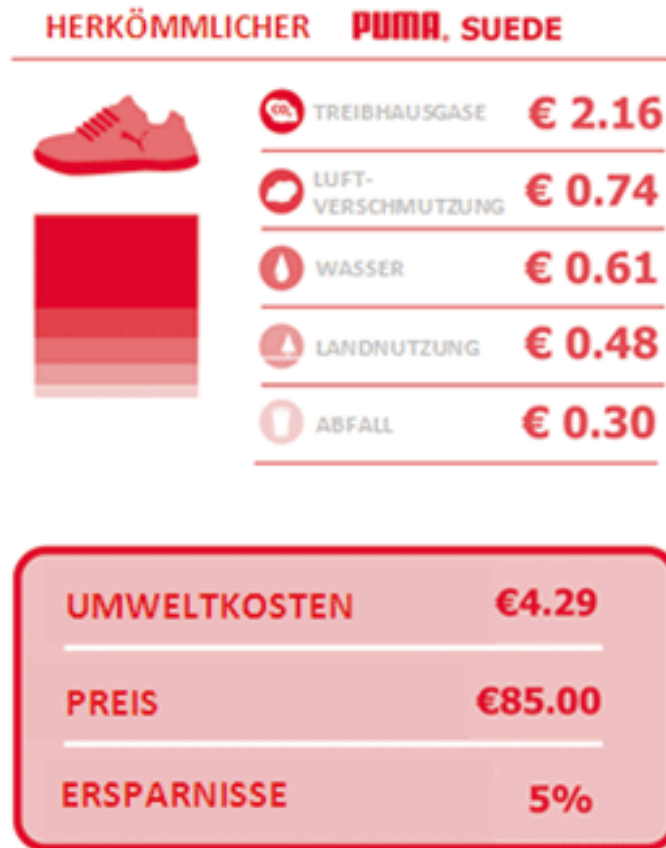 HERKÖMMLICHER PUMA. SUEDE
CO₂ TREIBHAUSGASE € 2.16
LUFT-
VERSCHMUTZUNG € 0.74
WASSER € 0.61
LANDNUTZUNG € 0.48
ABFALL € 0.30
UMWELTKOSTEN €4.29
PREIS €85.00
ERSPARNISSE 5%